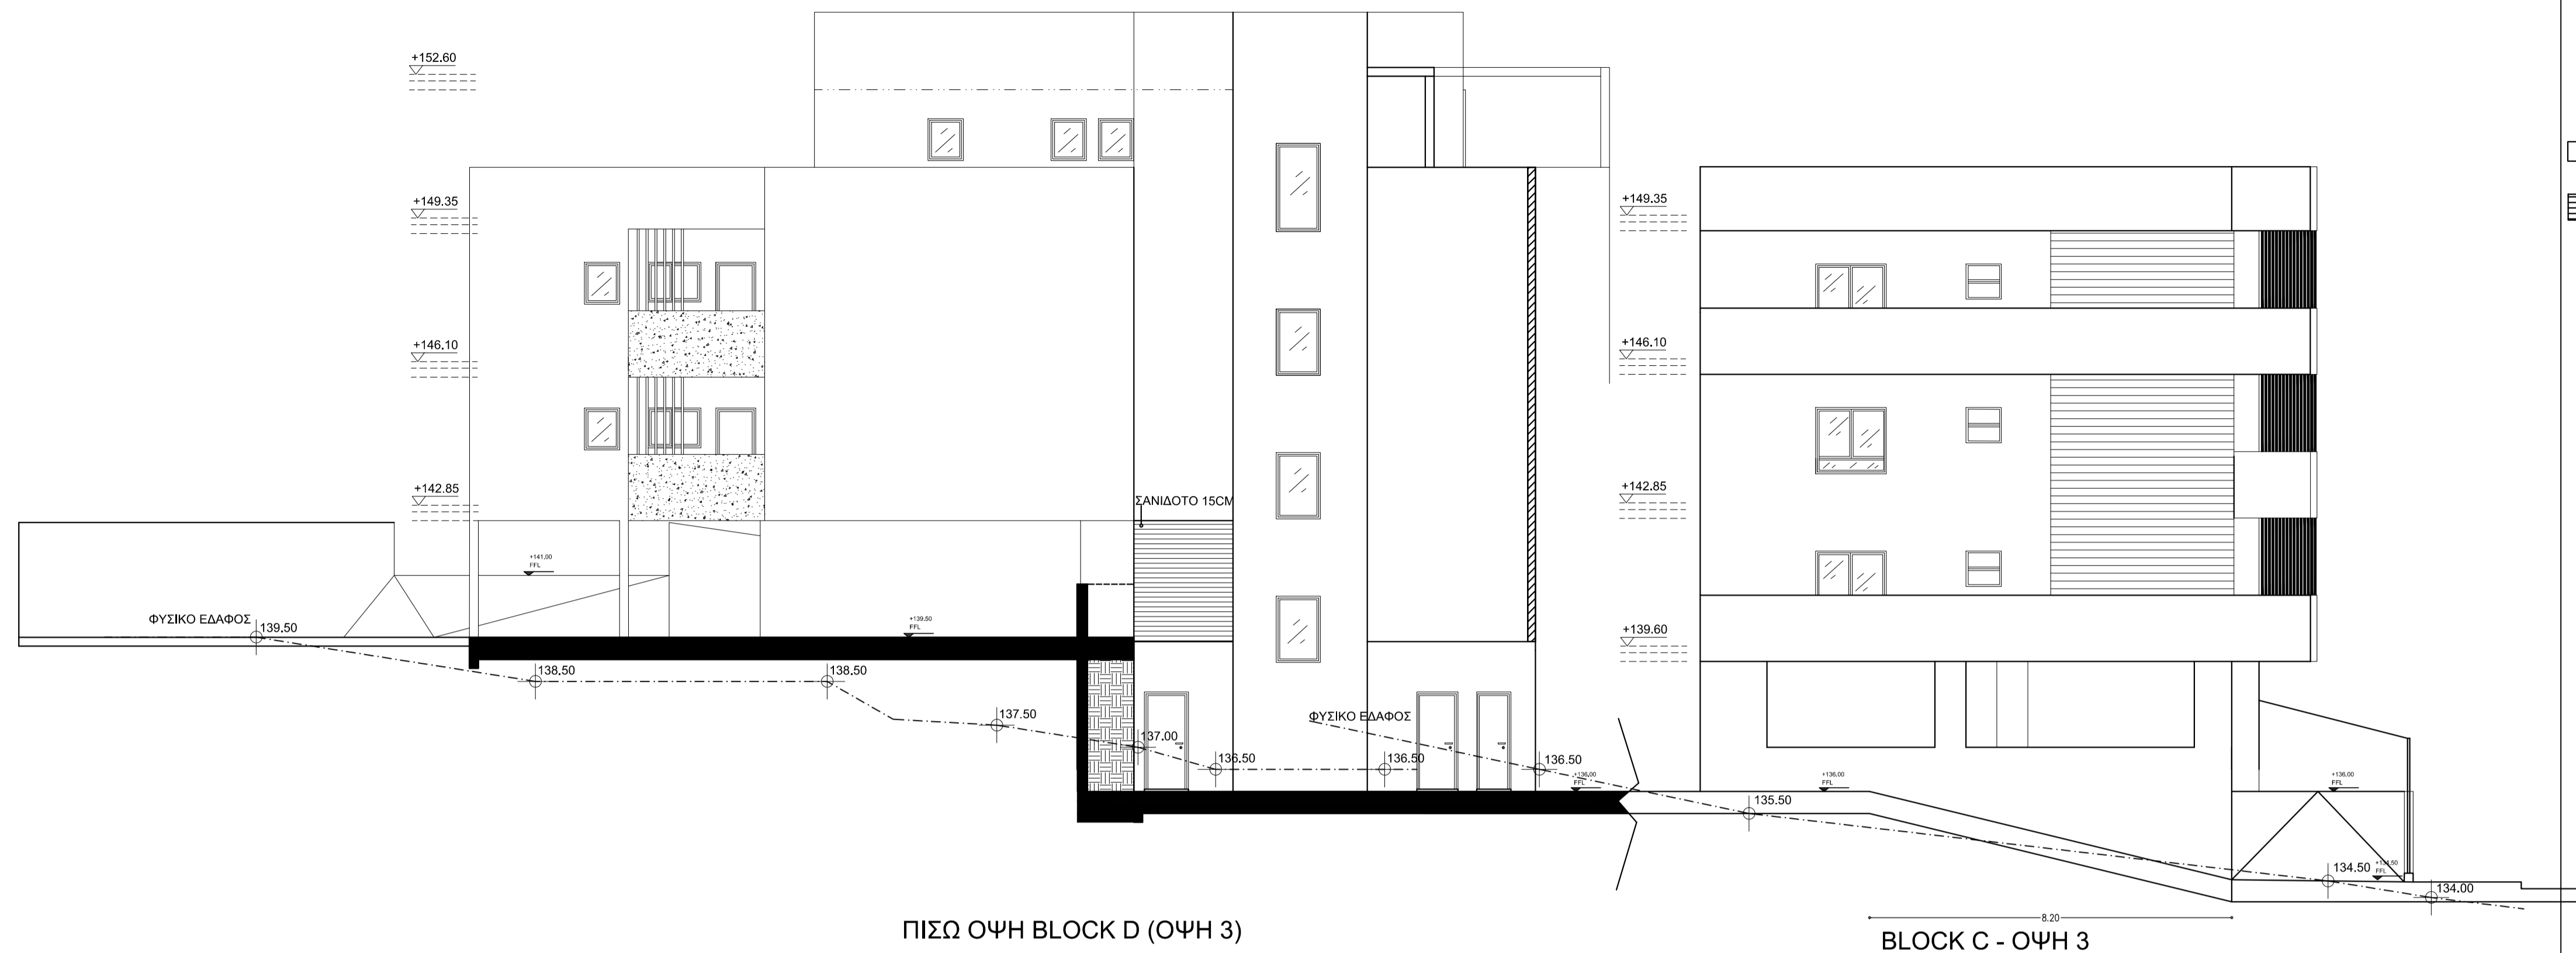 +152.60
+149.35
+149.35
+146.10
+146.10
+142.85
+142.85
ΣΑΝΙΔΟΤΟ 15CM
+141.00
FFL
ΦΥΣΙΚΟ ΕΔΑΦΟΣ
139.50
+139.50
FFL
+139.60
138.50
138.50
137.50
ΦΥΣΙΚΟ ΕΔΑΦΟΣ
137.00
136.50
136.50
136.50
+136.00
FFL
+136.00
FFL
+136.00
FFL
135.50
134.50
+134.50
FFL
134.00
8.20
ΠΙΣΩ ΟΨΗ BLOCK D (ΟΨΗ 3)
BLOCK C - ΟΨΗ 3